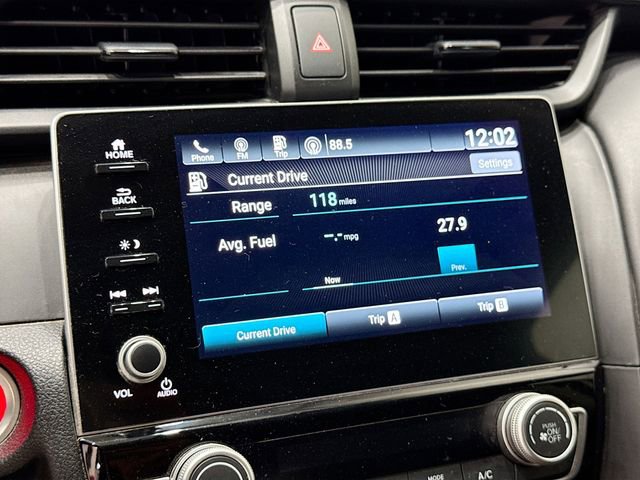 HOME
BACK
VOL
AUDIO
Phone
FM
Trip
88.5
12:02
Settings
Current Drive
Range
118 miles
Avg. Fuel
--.- mpg
27.9
Prev.
Now
Current Drive
Trip A
Trip B
PUSH
ON/
OFF
MODE
A/C